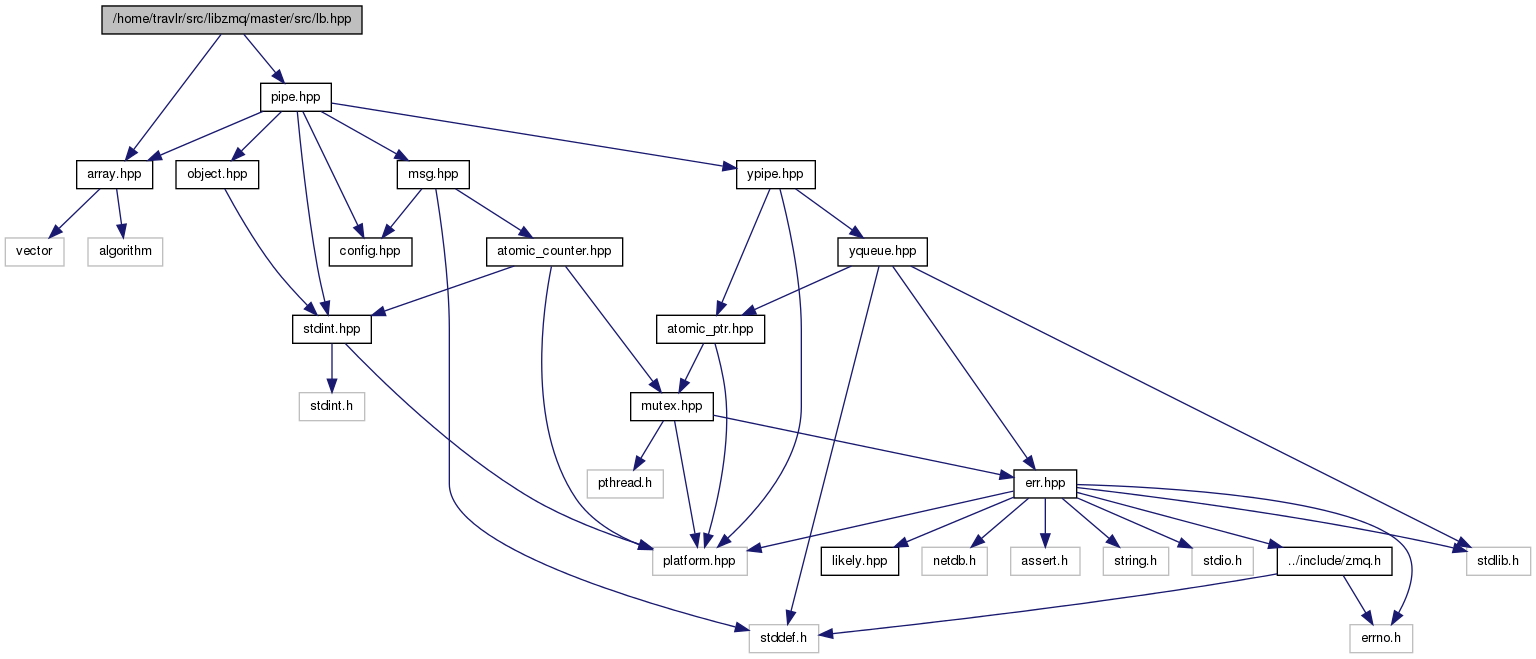 /home/travlr/src/libzmq/master/src/lb.hpp
pipe.hpp
array.hpp
object.hpp
msg.hpp
ypipe.hpp
vector
algorithm
config.hpp
atomic_counter.hpp
yqueue.hpp
stdint.hpp
atomic_ptr.hpp
stdint.h
mutex.hpp
pthread.h
err.hpp
platform.hpp
likely.hpp
netdb.h
assert.h
string.h
stdio.h
../include/zmq.h
stdlib.h
stddef.h
errno.h